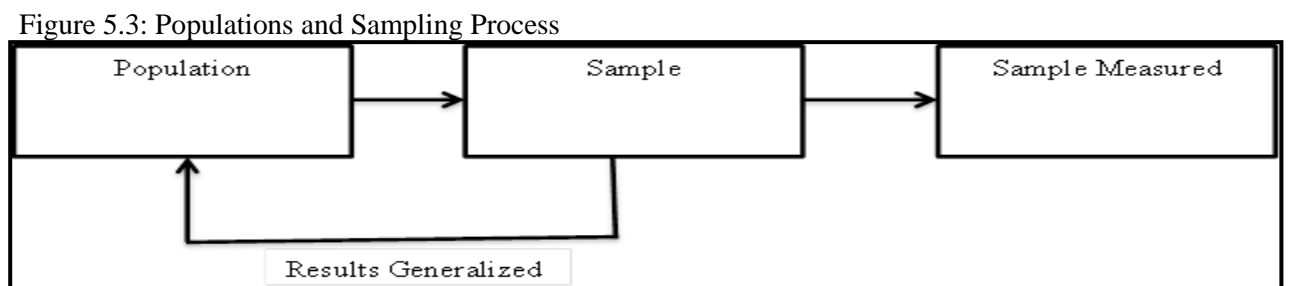 Figure 5.3: Populations and Sampling Process
Population
Sample
Sample Measured
Results Generalized